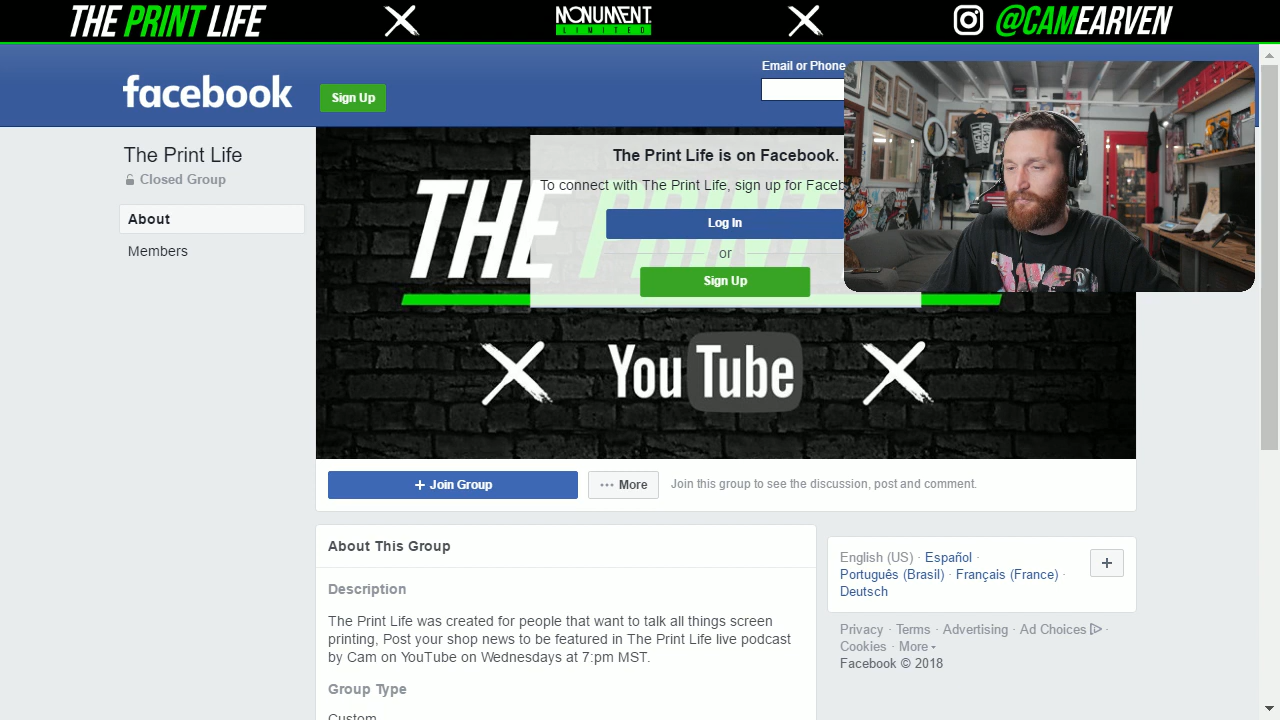 THE PRINT LIFE
MONUMENT
LIMITED
@CAMEARVEN
facebook
Sign Up
Email or Phone
The Print Life
Closed Group
About
Members
The Print Life is on Facebook.
To connect with The Print Life, sign up for Faceb
Log In
or
Sign Up
THE PRINT
You Tube
Join Group
More
Join this group to see the discussion, post and comment.
About This Group
Description
The Print Life was created for people that want to talk all things screen
printing, Post your shop news to be featured in The Print Life live podcast
by Cam on YouTube on Wednesdays at 7:pm MST.
Group Type
Custom
English (US) · Español ·
Português (Brasil) · Français (France) ·
Deutsch
Privacy · Terms · Advertising · Ad Choices ·
Cookies · More
Facebook © 2018